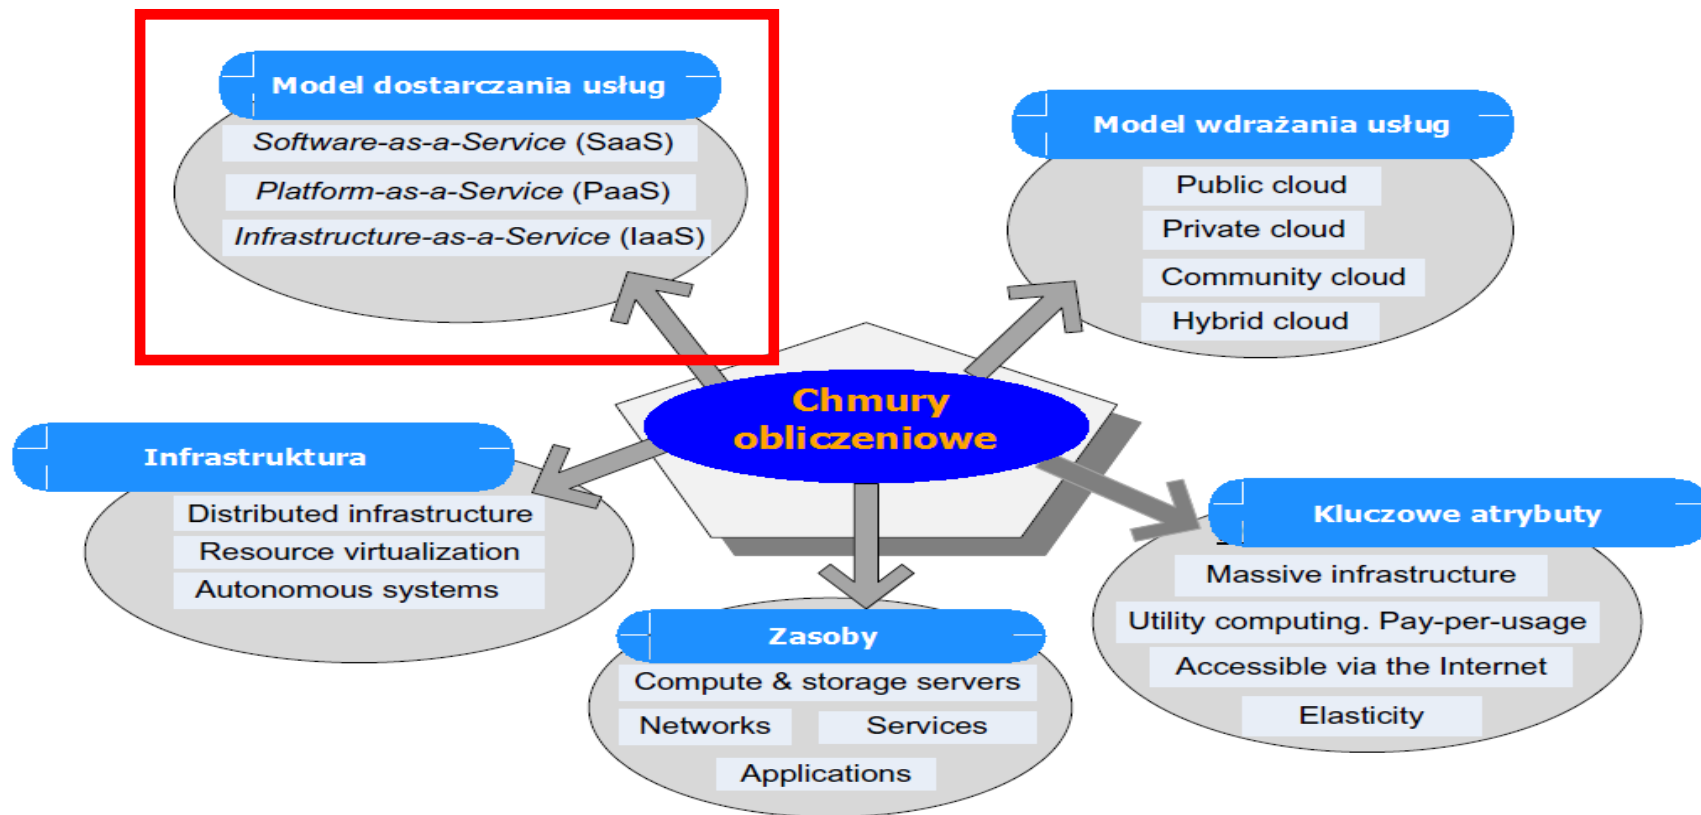 Model dostarczania usług
Software-as-a-Service (SaaS)
Platform-as-a-Service (PaaS)
Infrastructure-as-a-Service (IaaS)
Model wdrażania usług
Public cloud
Private cloud
Community cloud
Hybrid cloud
Chmury
obliczeniowe
Infrastruktura
Distributed infrastructure
Resource virtualization
Autonomous systems
Zasoby
Compute & storage servers
Networks
Services
Applications
Kluczowe atrybuty
Massive infrastructure
Utility computing. Pay-per-usage
Accessible via the Internet
Elasticity